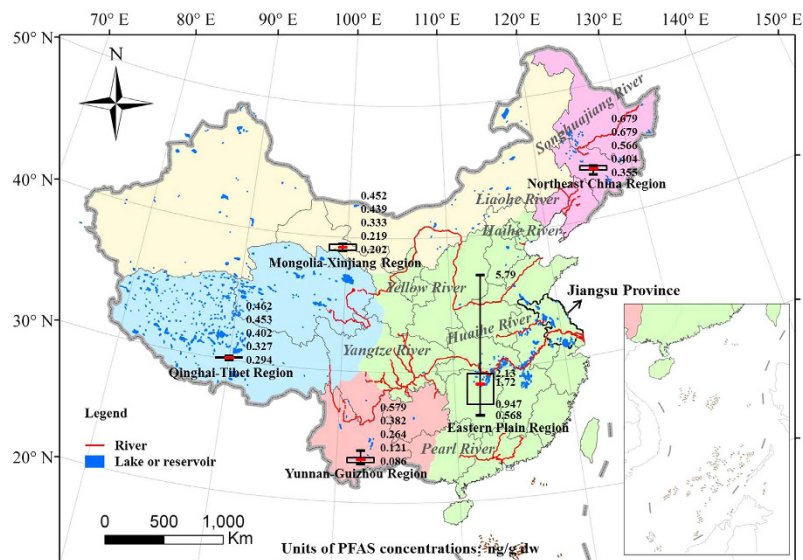 70° E 80° E 90° E 100° E 110° E 120° E 130° E 140° E 150° E
50° N
40° N
30° N
20° N
N
Songhuajiang River
0.679
0.679
0.566
0.404
0.355
Northeast China Region
Liaohe River
Haihe River
0.452
0.439
0.333
0.219
0.202
Mongolia-Xinjiang Region
Yellow River
5.79
Jiangsu Province
Huaihe River
0.462
0.453
0.402
0.327
0.294
Qinghai-Tibet Region
Yangtze River
2.13
1.72
0.947
0.568
Eastern Plain Region
0.579
0.382
0.264
0.121
0.086
Yunnan-Guizhou Region
Pearl River
Legend
River
Lake or reservoir
0 500 1,000
Km
Units of PFAS concentrations: ng/g dw